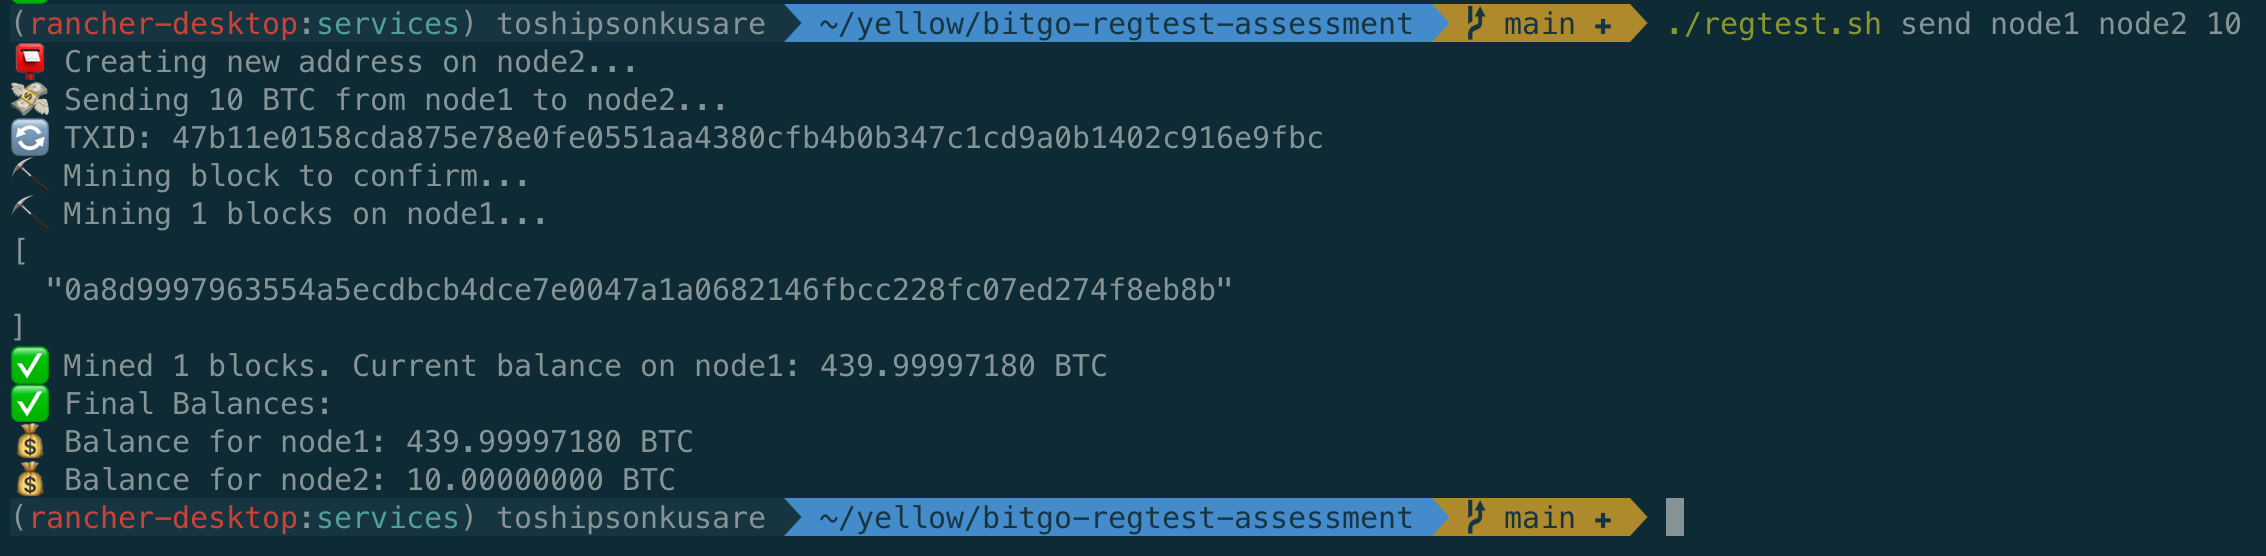 (rancher-desktop:services) toshipsonkusare ~/yellow/bitgo-regtest-assessment main + ./regtest.sh send node1 node2 10
Creating new address on node2...
Sending 10 BTC from node1 to node2...
TXID: 47b11e0158cda875e78e0fe0551aa4380cfb4b0b347c1cd9a0b1402c916e9fbc
Mining block to confirm...
Mining 1 blocks on node1...
[
"0a8d9997963554a5ecdbcb4dce7e0047a1a0682146fbcc228fc07ed274f8eb8b"
]
Mined 1 blocks. Current balance on node1: 439.99997180 BTC
Final Balances:
Balance for node1: 439.99997180 BTC
Balance for node2: 10.00000000 BTC
(rancher-desktop:services) toshipsonkusare ~/yellow/bitgo-regtest-assessment main +